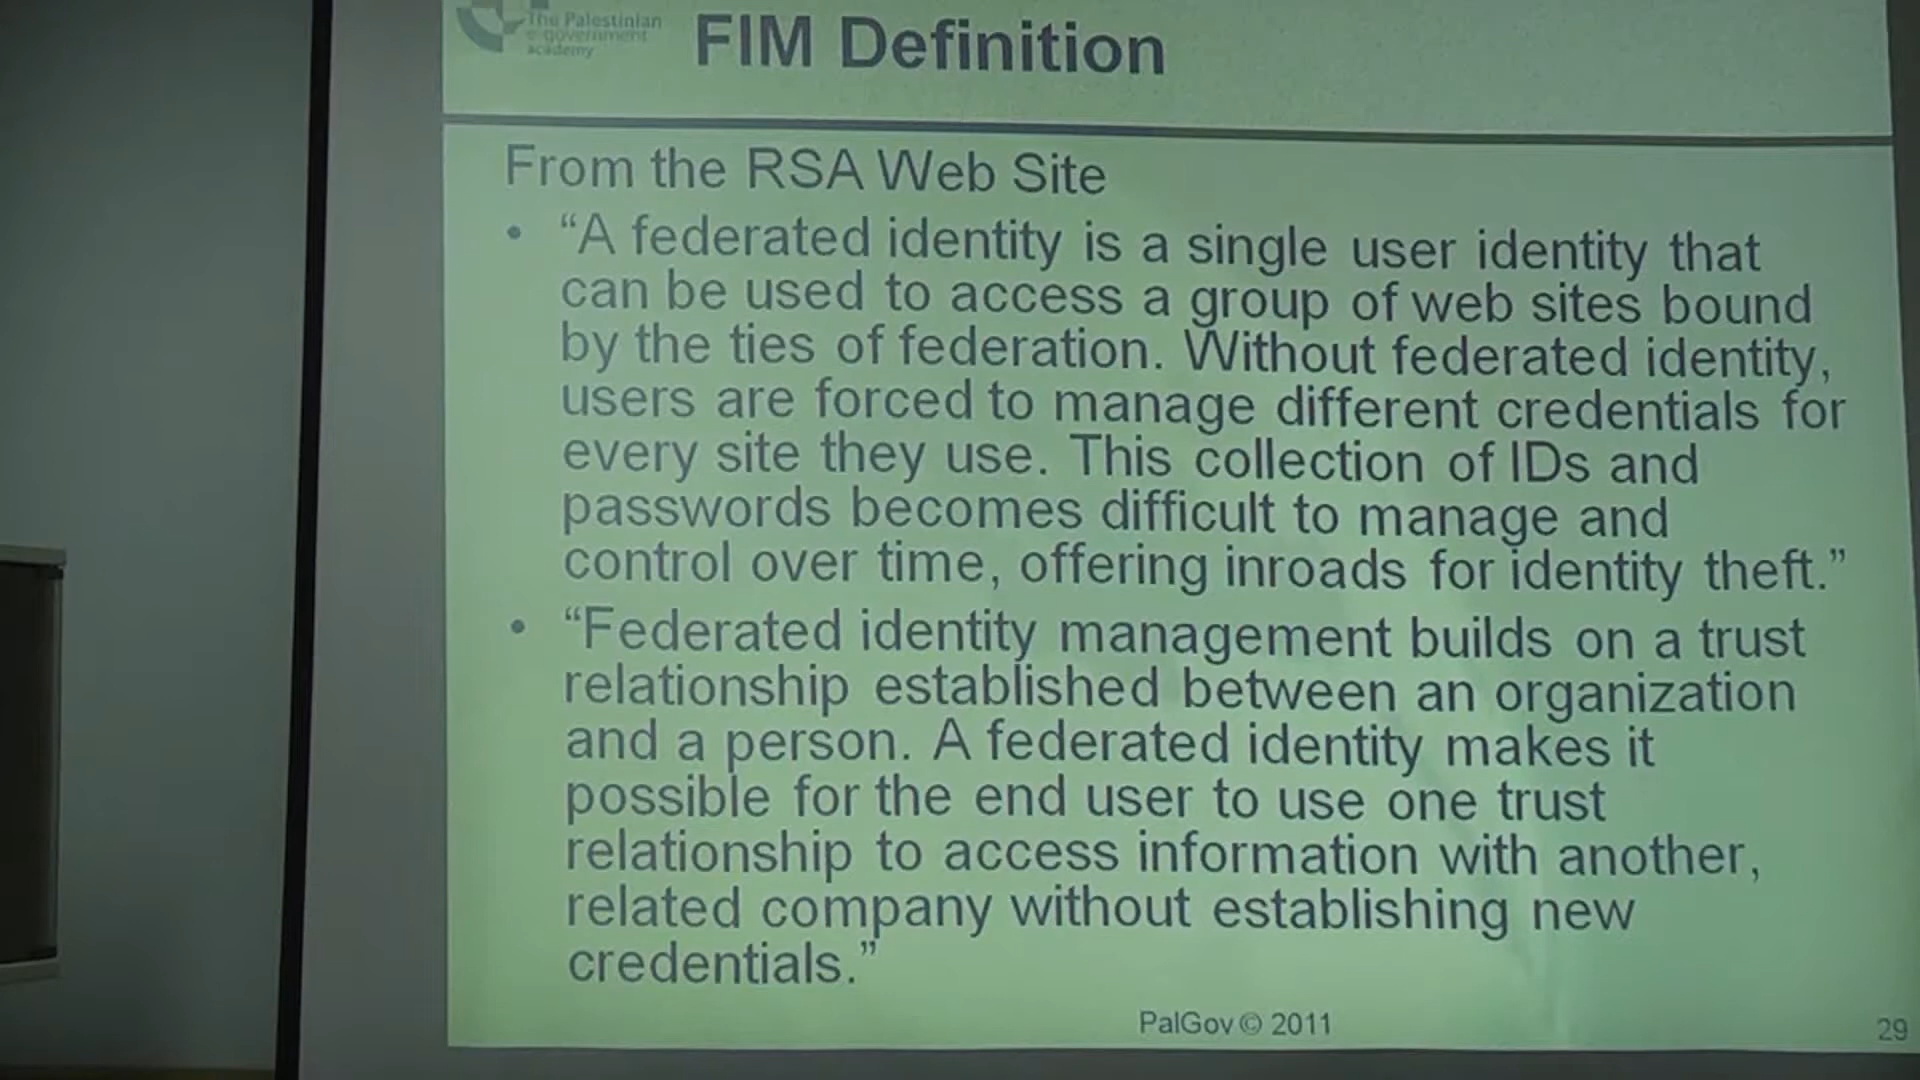 The Palestinian
e-government
academy
FIM Definition
From the RSA Web Site
• “A federated identity is a single user identity that
can be used to access a group of web sites bound
by the ties of federation. Without federated identity,
users are forced to manage different credentials for
every site they use. This collection of IDs and
passwords becomes difficult to manage and
control over time, offering inroads for identity theft.”
• “Federated identity management builds on a trust
relationship established between an organization
and a person. A federated identity makes it
possible for the end user to use one trust
relationship to access information with another,
related company without establishing new
credentials.”
PalGov © 2011
29